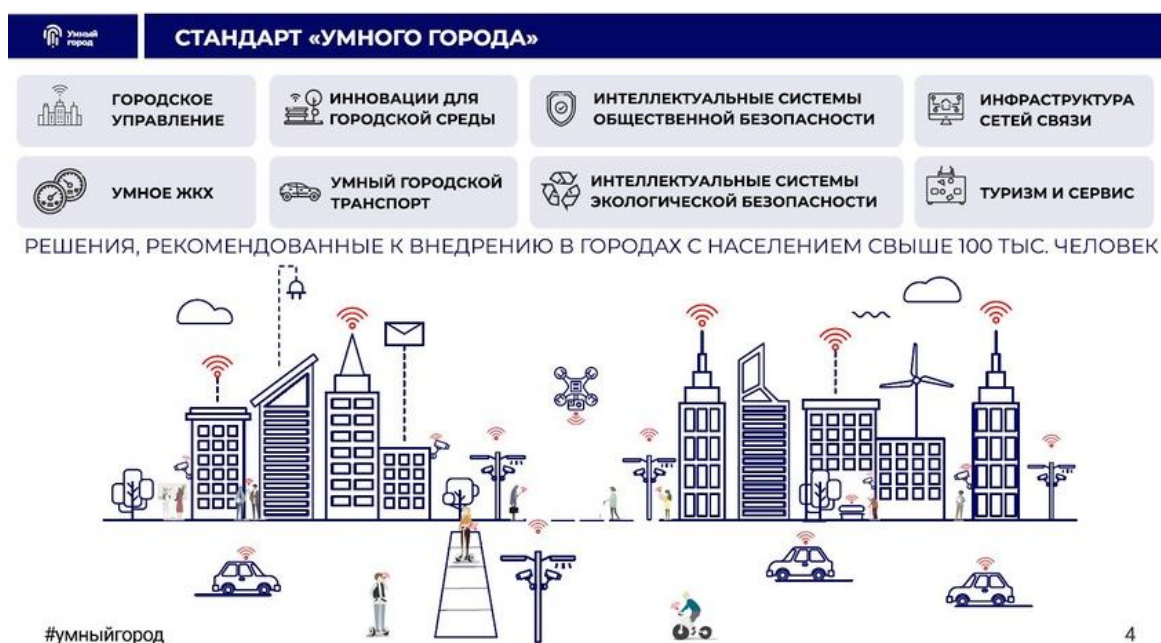 Умный
город
СТАНДАРТ «УМНОГО ГОРОДА»
ГОРОДСКОЕ
УПРАВЛЕНИЕ
ИННОВАЦИИ ДЛЯ
ГОРОДСКОЙ СРЕДЫ
ИНТЕЛЛЕКТУАЛЬНЫЕ СИСТЕМЫ
ОБЩЕСТВЕННОЙ БЕЗОПАСНОСТИ
ИНФРАСТРУКТУРА
СЕТЕЙ СВЯЗИ
УМНОЕ ЖКХ
УМНЫЙ ГОРОДСКОЙ
ТРАНСПОРТ
ИНТЕЛЛЕКТУАЛЬНЫЕ СИСТЕМЫ
ЭКОЛОГИЧЕСКОЙ БЕЗОПАСНОСТИ
ТУРИЗМ И СЕРВИС
РЕШЕНИЯ, РЕКОМЕНДОВАННЫЕ К ВНЕДРЕНИЮ В ГОРОДАХ С НАСЕЛЕНИЕМ СВЫШЕ 100 ТЫС. ЧЕЛОВЕК
#умныйгород
4